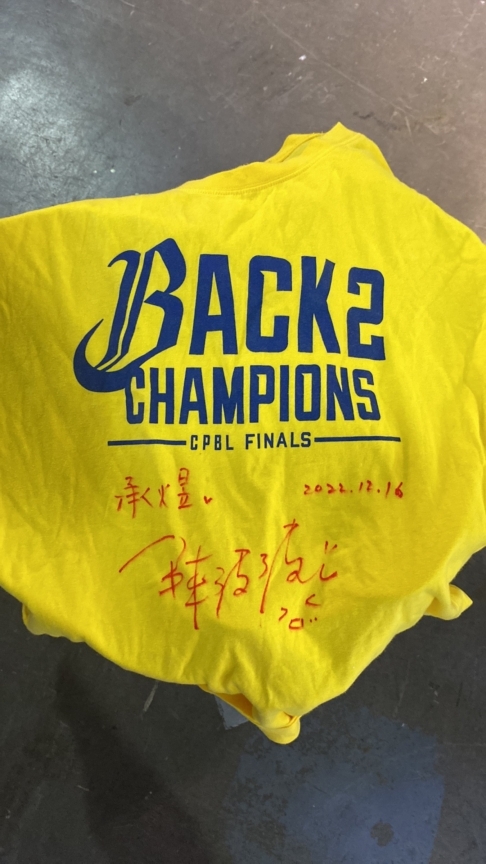 BACK2
CHAMPIONS
CPBL FINALS
承煜
2022.12.16